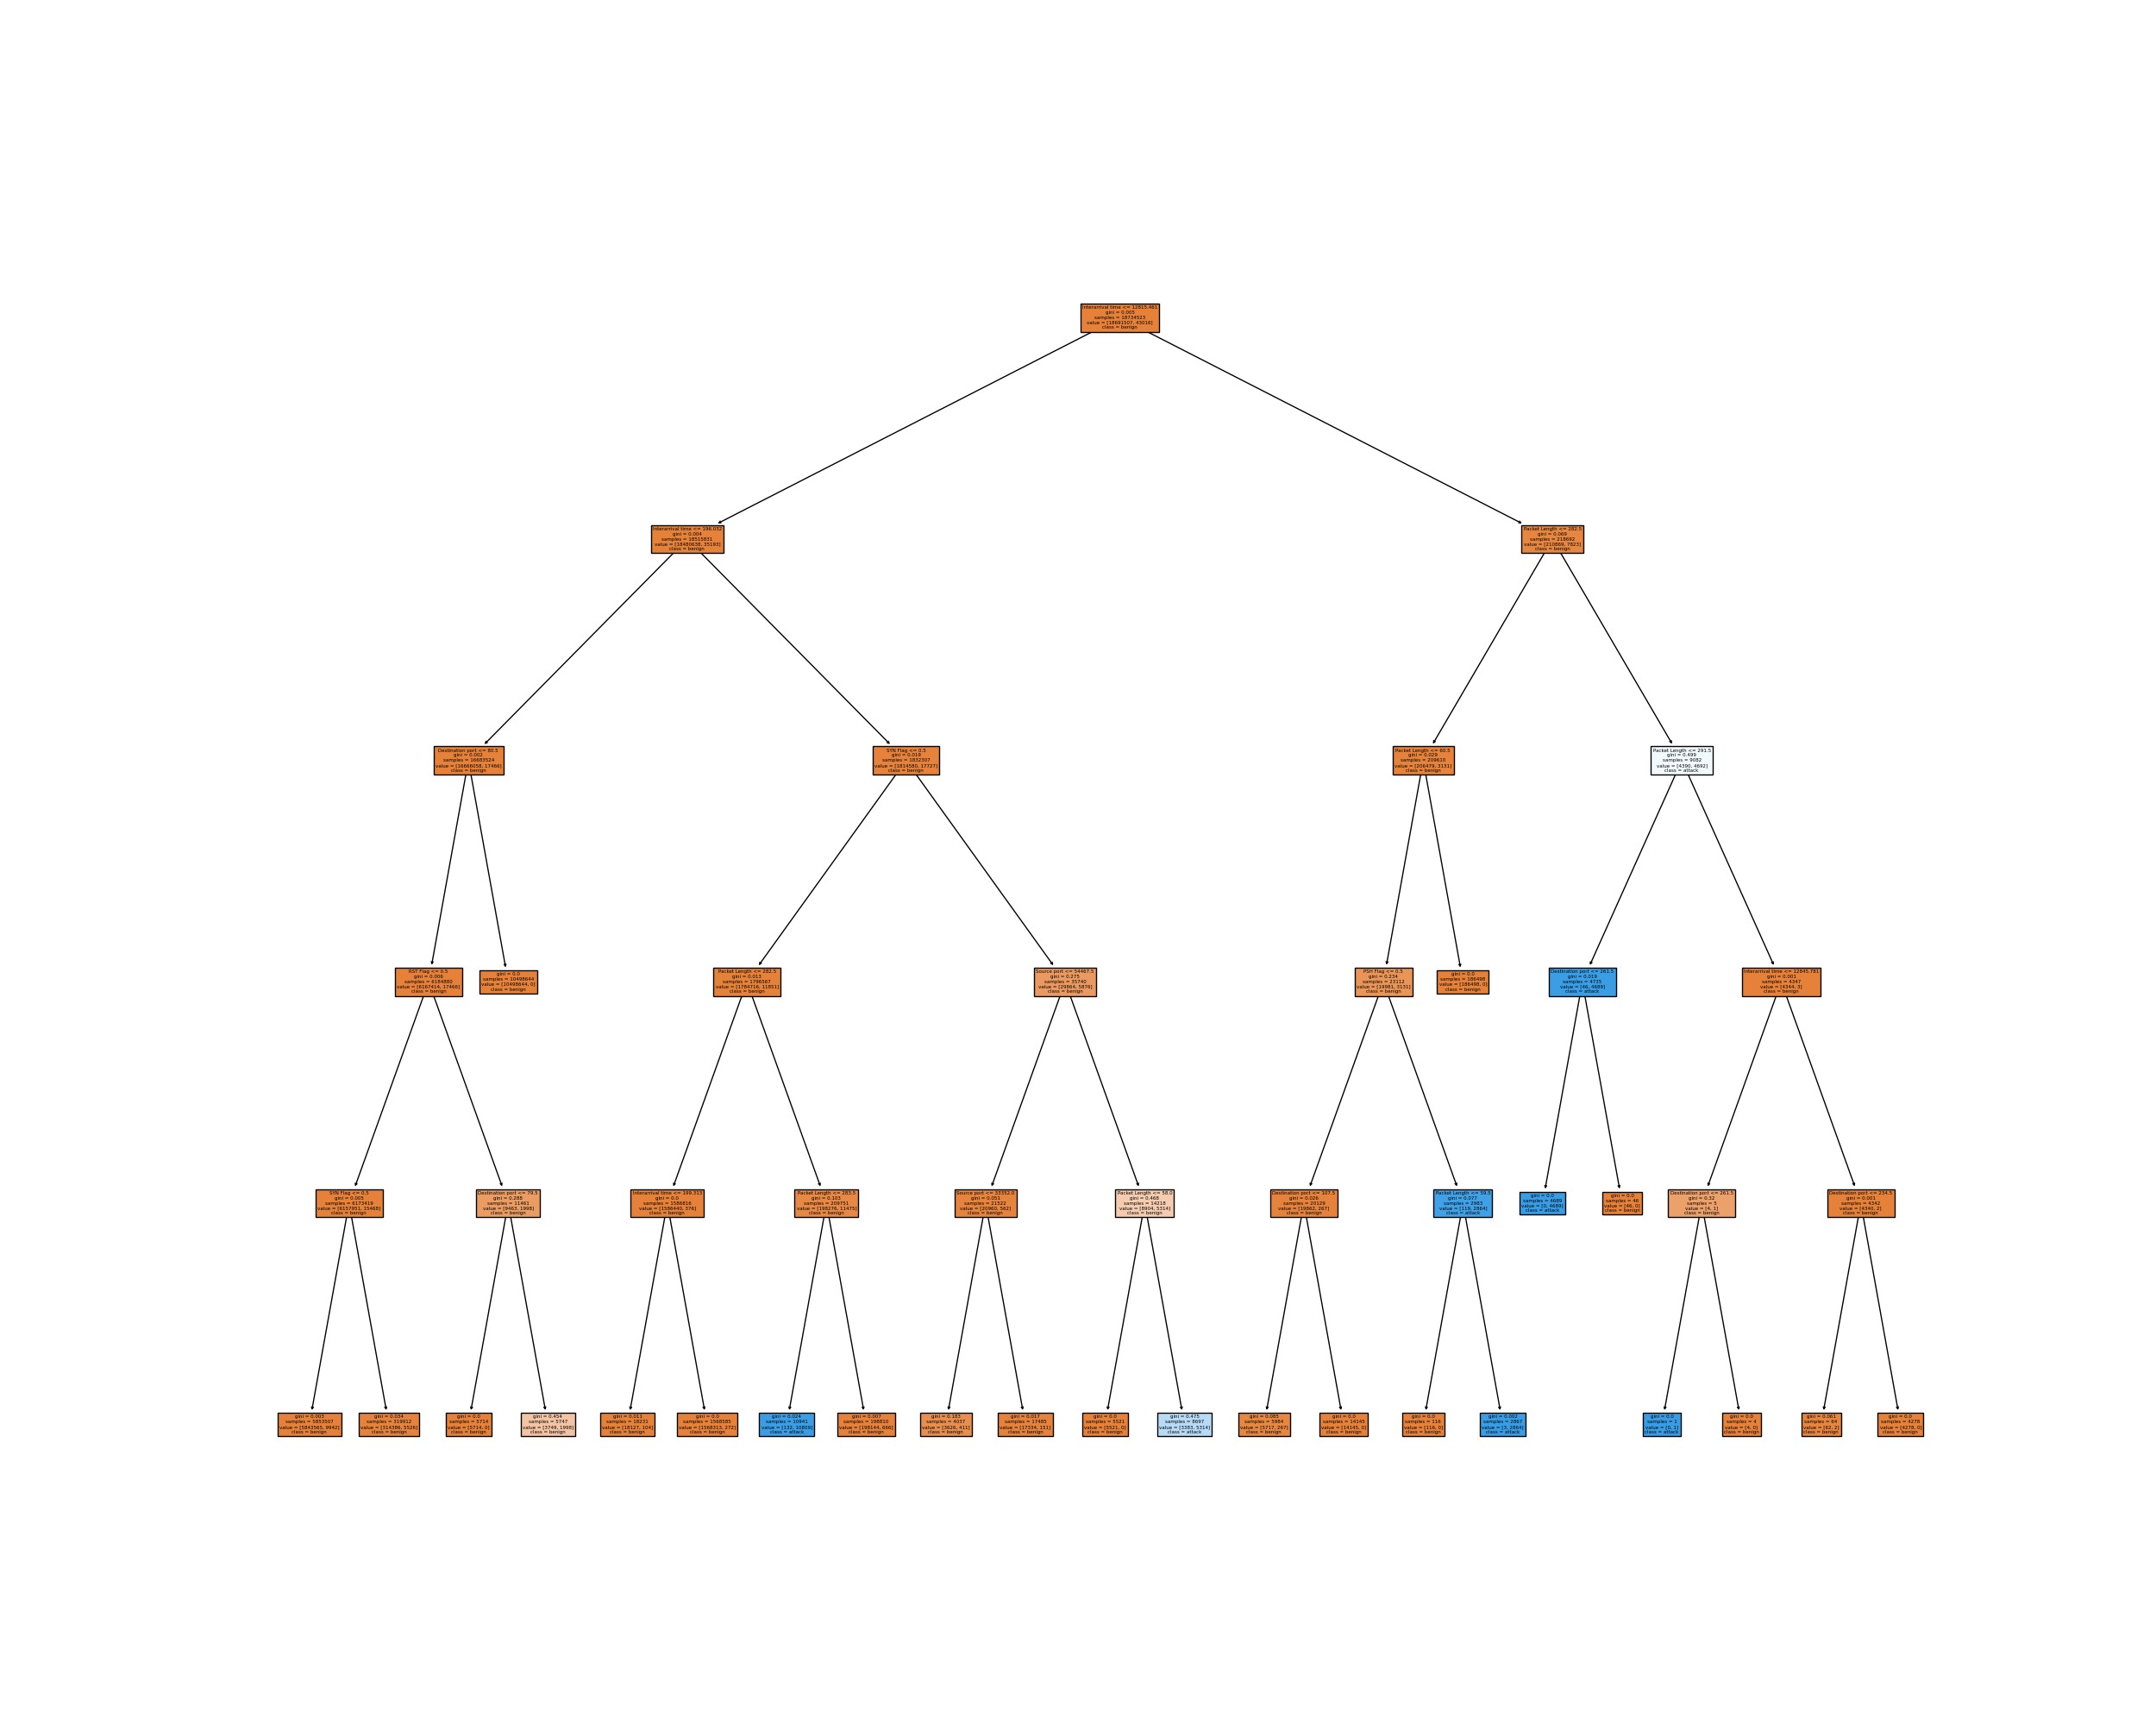 Interarrival time <= 12815.461
gini = 0.005
samples = 18734523
value = [18691507, 43016]
class = benign
Interarrival time <= 196.032
gini = 0.004
samples = 18515831
value = [18480638, 35193]
class = benign
Packet Length <= 282.5
gini = 0.069
samples = 218692
value = [210869, 7823]
class = benign
Destination port <= 80.5
gini = 0.002
samples = 16683524
value = [16666058, 17466]
class = benign
SYN Flag <= 0.5
gini = 0.019
samples = 1832307
value = [1814580, 17727]
class = benign
Packet Length <= 60.5
gini = 0.029
samples = 209610
value = [206479, 3131]
class = benign
Packet Length <= 291.5
gini = 0.499
samples = 9082
value = [4390, 4692]
class = attack
RST Flag <= 0.5
gini = 0.006
samples = 6184880
value = [6167414, 17466]
class = benign
gini = 0.0
samples = 10498644
value = [10498644, 0]
class = benign
Packet Length <= 282.5
gini = 0.013
samples = 1796567
value = [1784716, 11851]
class = benign
Source port <= 54467.5
gini = 0.275
samples = 35740
value = [29864, 5876]
class = benign
PSH Flag <= 0.5
gini = 0.234
samples = 23112
value = [19981, 3131]
class = benign
gini = 0.0
samples = 186498
value = [186498, 0]
class = benign
Destination port <= 261.5
gini = 0.019
samples = 4735
value = [46, 4689]
class = attack
Interarrival time <= 12845.781
gini = 0.001
samples = 4347
value = [4344, 3]
class = benign
SYN Flag <= 0.5
gini = 0.005
samples = 6173419
value = [6157951, 15468]
class = benign
Destination port <= 79.5
gini = 0.288
samples = 11461
value = [9463, 1998]
class = benign
Interarrival time <= 199.313
gini = 0.0
samples = 1586816
value = [1586440, 376]
class = benign
Packet Length <= 283.5
gini = 0.103
samples = 209751
value = [198276, 11475]
class = benign
Source port <= 33352.0
gini = 0.051
samples = 21522
value = [20960, 562]
class = benign
Packet Length <= 58.0
gini = 0.468
samples = 14218
value = [8904, 5314]
class = benign
Destination port <= 107.5
gini = 0.026
samples = 20129
value = [19862, 267]
class = benign
Packet Length <= 59.5
gini = 0.077
samples = 2983
value = [119, 2864]
class = attack
gini = 0.0
samples = 4689
value = [0, 4689]
class = attack
gini = 0.0
samples = 46
value = [46, 0]
class = benign
Destination port <= 261.5
gini = 0.32
samples = 5
value = [4, 1]
class = benign
Destination port <= 234.5
gini = 0.001
samples = 4342
value = [4340, 2]
class = benign
gini = 0.003
samples = 5853507
value = [5843565, 9942]
class = benign
gini = 0.034
samples = 319912
value = [314386, 5526]
class = benign
gini = 0.0
samples = 5714
value = [5714, 0]
class = benign
gini = 0.454
samples = 5747
value = [3749, 1998]
class = benign
gini = 0.011
samples = 18231
value = [18127, 104]
class = benign
gini = 0.0
samples = 1568585
value = [1568313, 272]
class = benign
gini = 0.024
samples = 10941
value = [132, 10809]
class = attack
gini = 0.007
samples = 198810
value = [198144, 666]
class = benign
gini = 0.183
samples = 4037
value = [3626, 411]
class = benign
gini = 0.017
samples = 17485
value = [17334, 151]
class = benign
gini = 0.0
samples = 5521
value = [5521, 0]
class = benign
gini = 0.475
samples = 8697
value = [3383, 5314]
class = attack
gini = 0.085
samples = 5984
value = [5717, 267]
class = benign
gini = 0.0
samples = 14145
value = [14145, 0]
class = benign
gini = 0.0
samples = 116
value = [116, 0]
class = benign
gini = 0.002
samples = 2867
value = [3, 2864]
class = attack
gini = 0.0
samples = 1
value = [0, 1]
class = attack
gini = 0.0
samples = 4
value = [4, 0]
class = benign
gini = 0.061
samples = 64
value = [62, 2]
class = benign
gini = 0.0
samples = 4278
value = [4278, 0]
class = benign